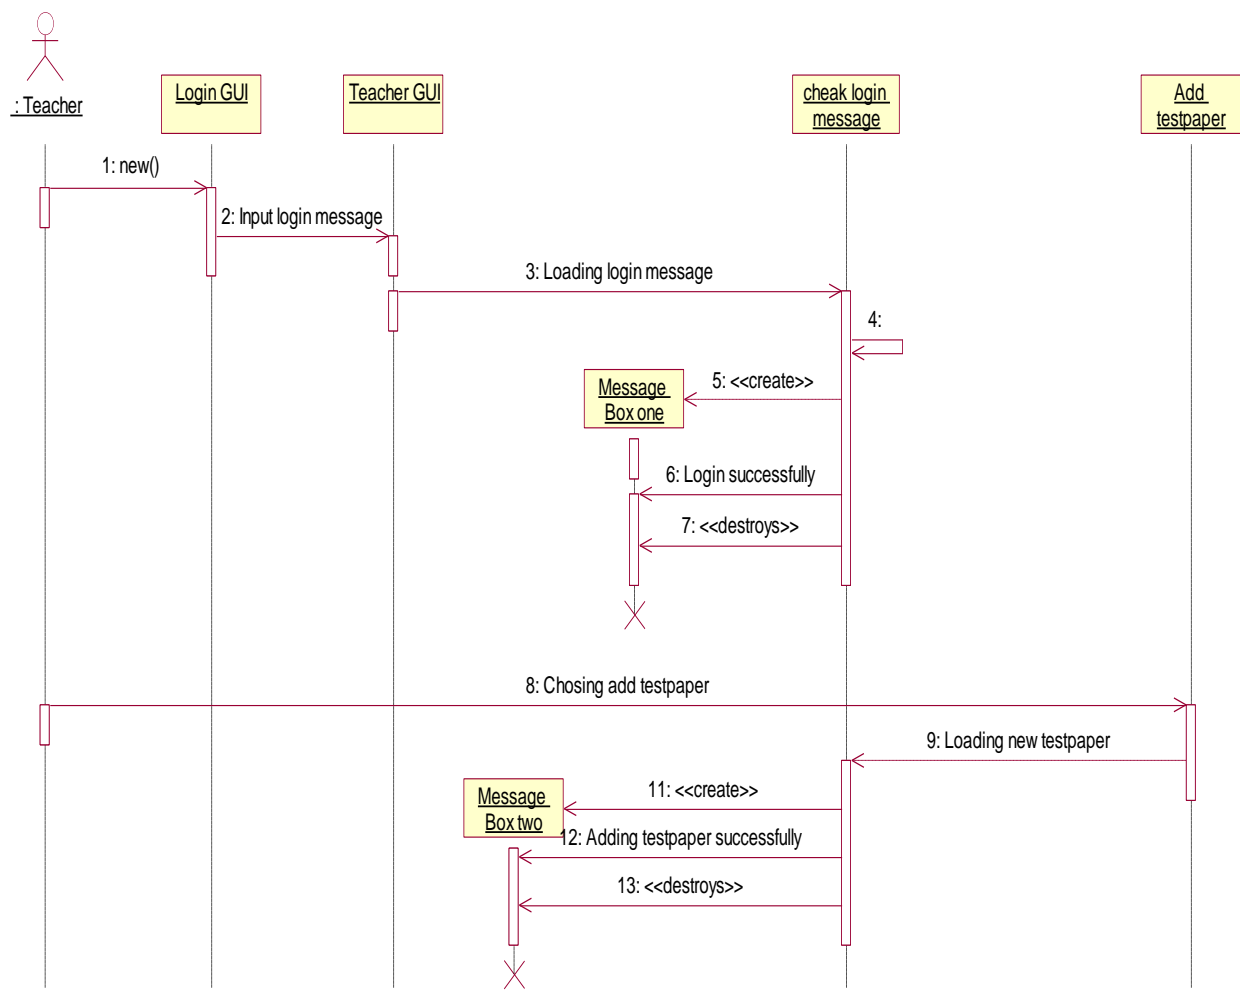 : Teacher
Login GUI
Teacher GUI
cheak login
message
Add
testpaper
1: new()
2: Input login message
3: Loading login message
4:
Message
Box one
5: <<create>>
6: Login successfully
7: <<destroys>>
8: Chosing add testpaper
9: Loading new testpaper
Message
Box two
11: <<create>>
12: Adding testpaper successfully
13: <<destroys>>